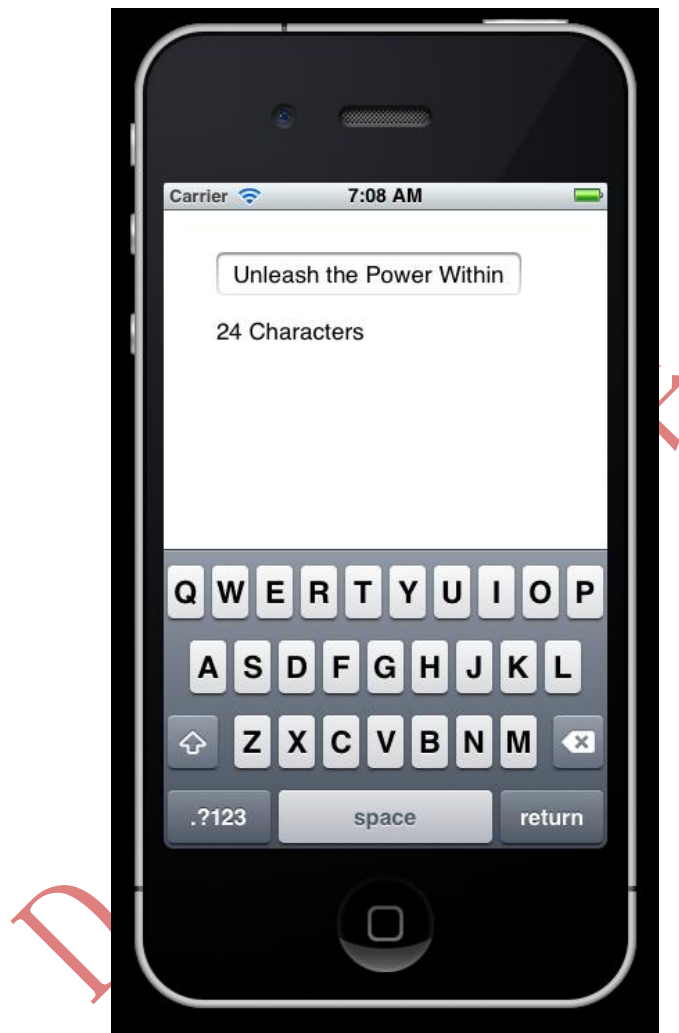 Carrier 7:08 AM
Unleash the Power Within
24 Characters
Q W E R T Y U I O P
A S D F G H J K L
Z X C V B N M
.?123 space return